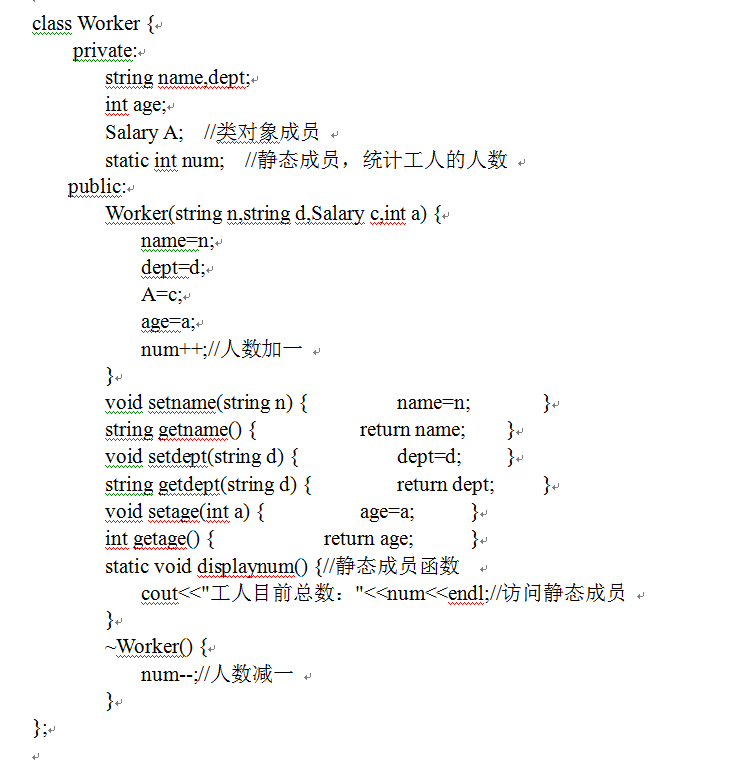 class Worker {
private:
string name,dept;
int age;
Salary A; //类对象成员
static int num; //静态成员，统计工人的人数
public:
Worker(string n,string d,Salary c,int a) {
name=n;
dept=d;
A=c;
age=a;
num++;//人数加一
}
void setname(string n) { name=n; }
string getname() { return name; }
void setdept(string d) { dept=d; }
string getdept(string d) { return dept; }
void setage(int a) { age=a; }
int getage() { return age; }
static void displaynum() {//静态成员函数
cout<<"工人目前总数："<<num<<endl;//访问静态成员
}
~Worker() {
num--;//人数减一
}
};